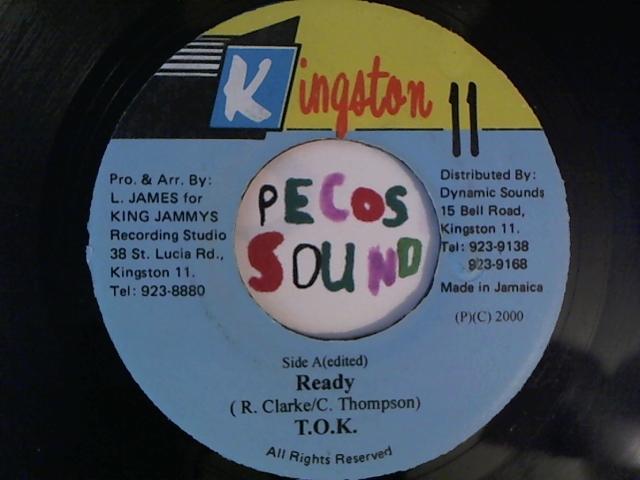 Kingston 11
Pro. & Arr. By:
L. JAMES for
KING JAMMYS
Recording Studio
38 St. Lucia Rd.,
Kingston 11.
Tel: 923-8880
PECOS
SOUND
Distributed By:
Dynamic Sounds
15 Bell Road,
Kingston 11.
Tel: 923-9138
923-9168
Made in Jamaica
(P)(C) 2000
Side A(edited)
Ready
( R. Clarke/C. Thompson)
T.O.K.
All Rights Reserved